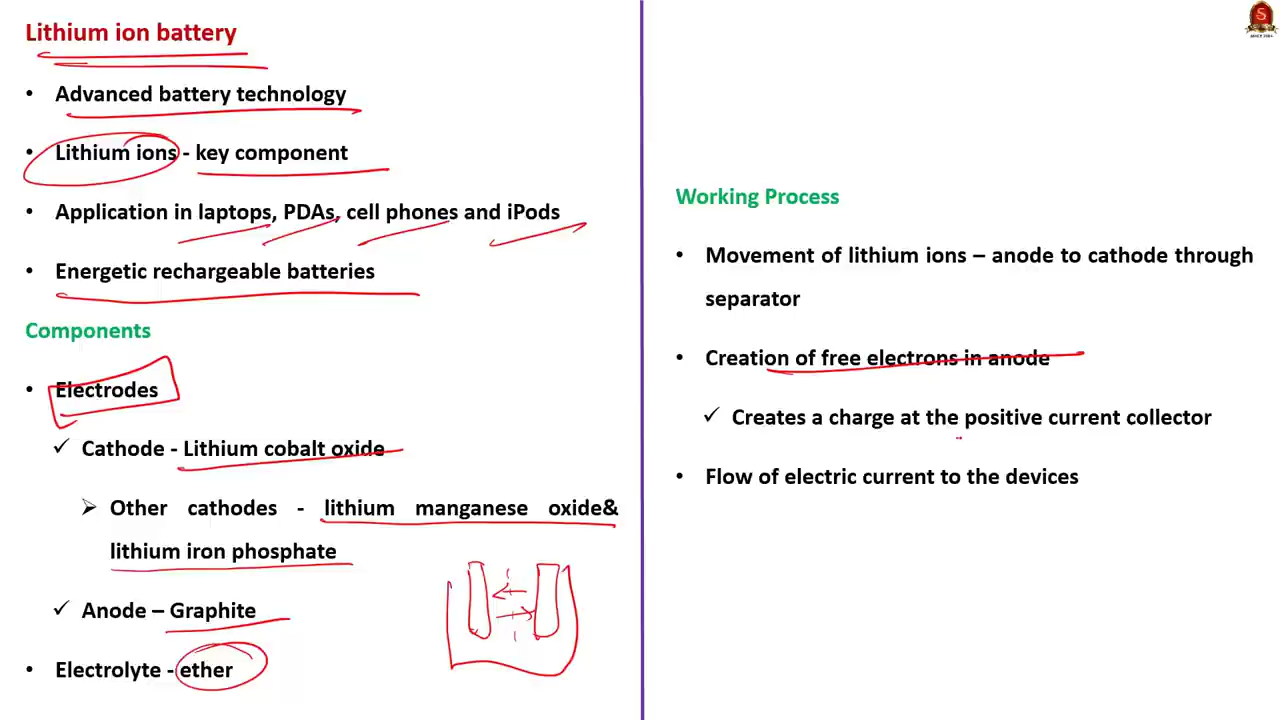 Lithium ion battery
• Advanced battery technology
• Lithium ions - key component
• Application in laptops, PDAs, cell phones and iPods
• Energetic rechargeable batteries
Components
• Electrodes
✓ Cathode - Lithium cobalt oxide
➢ Other cathodes - lithium manganese oxide&
lithium iron phosphate
✓ Anode – Graphite
• Electrolyte - ether
S
SINCE 1984
Working Process
• Movement of lithium ions – anode to cathode through
separator
• Creation of free electrons in anode
✓ Creates a charge at the positive current collector
• Flow of electric current to the devices